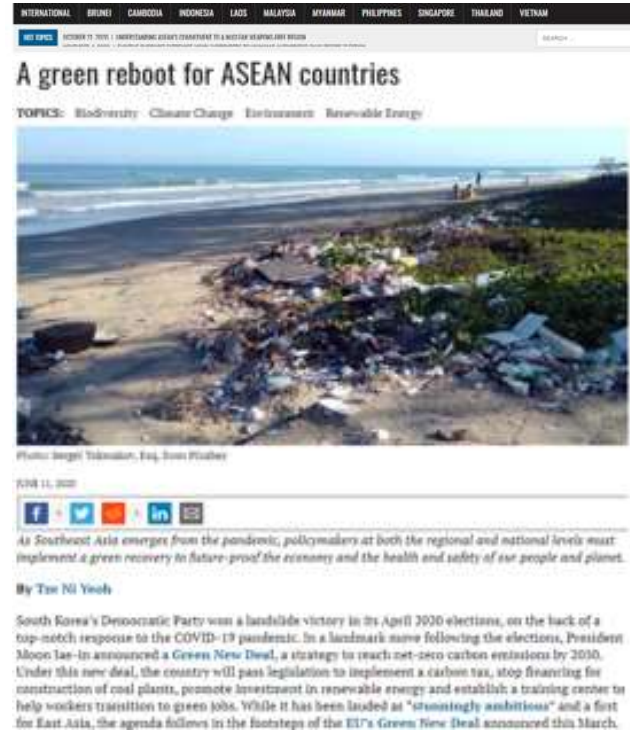 INTERNATIONAL BRUNEI CAMBODIA INDONESIA LAOS MALAYSIA MYANMAR PHILIPPINES SINGAPORE THAILAND VIETNAM
HOT TOPICS
SEARCH …
A green reboot for ASEAN countries
TOPICS: Biodiversity Climate Change Environment Renewable Energy
Photo: Sergei Tokmakov, Esq. from Pixabay
JUNE 11, 2020
As Southeast Asia emerges from the pandemic, policymakers at both the regional and national levels must
implement a green recovery to future-proof the economy and the health and safety of our people and planet.
By Tze Ni Yeoh
South Korea's Democratic Party won a landslide victory in its April 2020 elections, on the back of a
top-notch response to the COVID-19 pandemic. In a landmark move following the elections, President
Moon Jae-in announced a Green New Deal, a strategy to reach net-zero carbon emissions by 2050.
Under this new deal, the country will pass legislation to implement a carbon tax, stop financing for
construction of coal plants, promote investment in renewable energy and establish a training center to
help workers transition to green jobs. While it has been lauded as "stunningly ambitious" and a first
for East Asia, the agenda follows in the footsteps of the EU's Green New Deal announced this March.